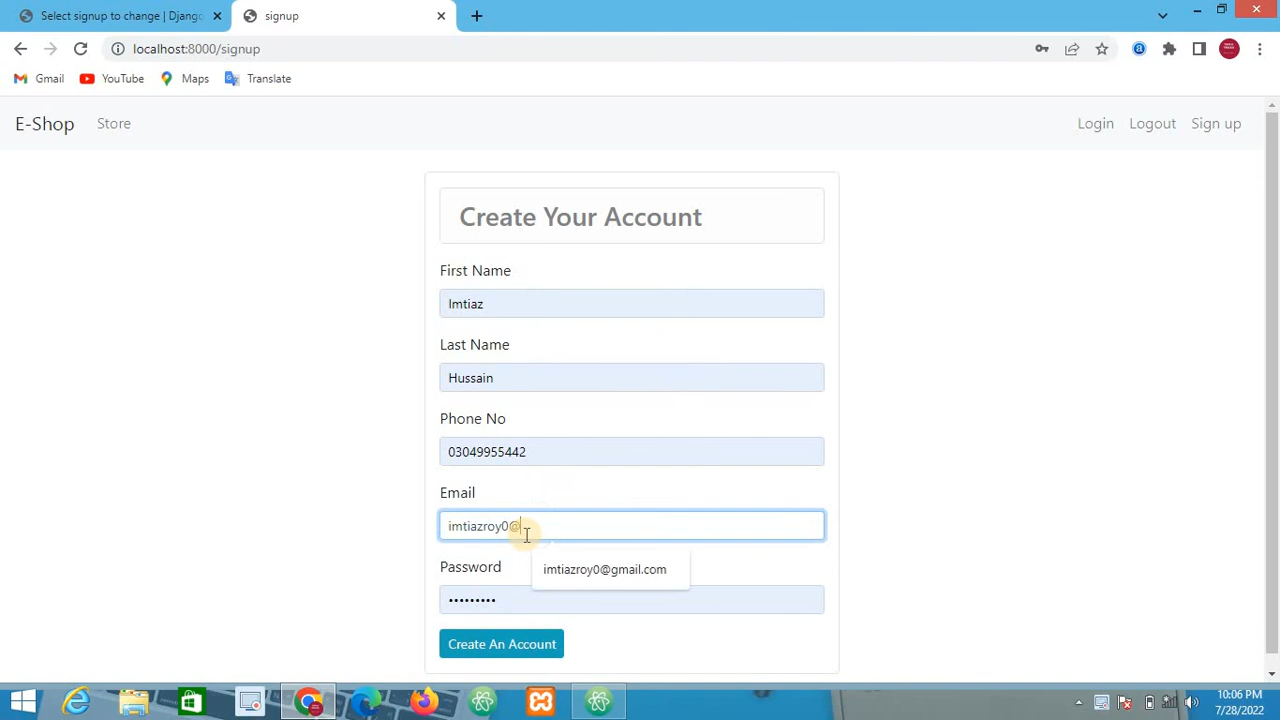 Select signup to change | Djang
signup
localhost:8000/signup
Gmail
YouTube
Maps
Translate
E-Shop
Store
Login
Logout
Sign up
Create Your Account
First Name
Imtiaz
Last Name
Hussain
Phone No
03049955442
Email
imtiazroy0@
imtiazroy0@gmail.com
Password
•••••••••
Create An Account
10:06 PM
7/28/2022